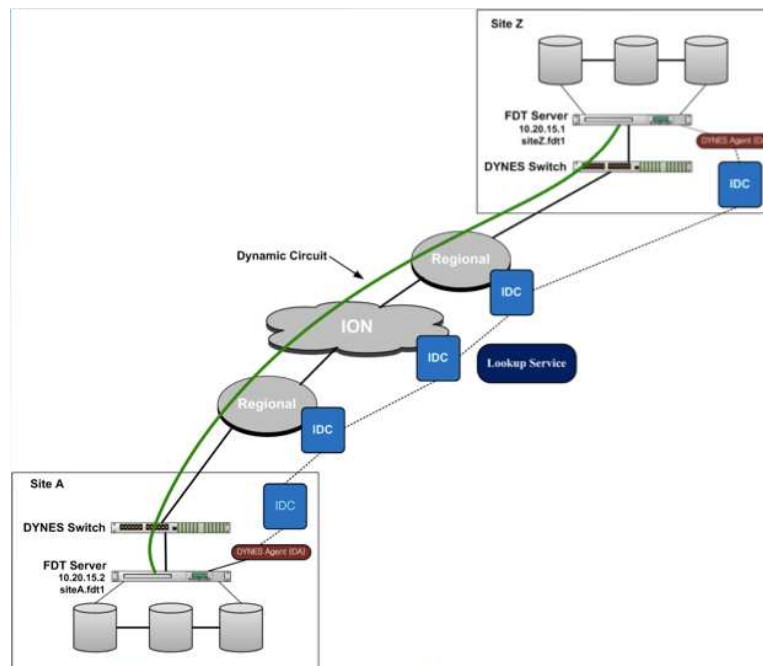 Site Z
FDT Server
10.20.15.1
siteZ.fdt1
DYNES Agent (D
DYNES Switch
IDC
Dynamic Circuit
Regional
IDC
ION
IDC
Lookup Service
Regional
IDC
Site A
IDC
DYNES Switch
DYNES Agent (DA)
FDT Server
10.20.15.2
siteA.fdt1